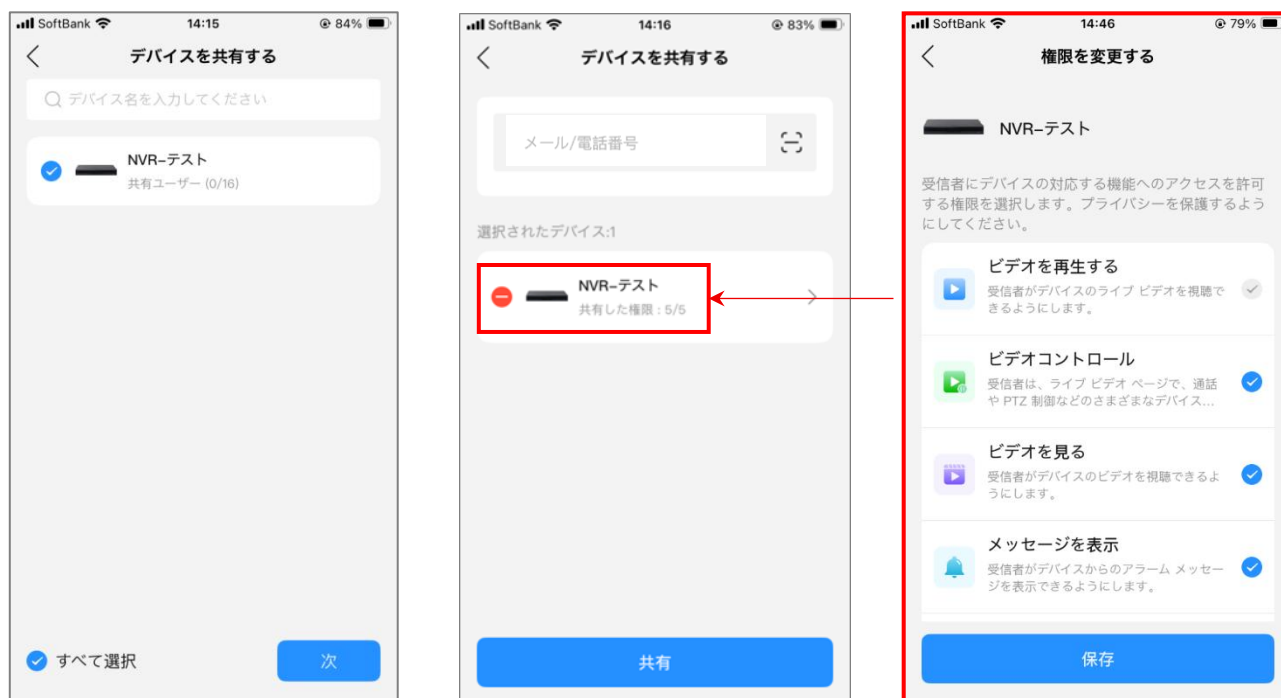 SoftBank 14:15 84%
デバイスを共有する
デバイス名を入力してください
NVR-テスト
共有ユーザー (0/16)
すべて選択
次
SoftBank 14:16 83%
デバイスを共有する
メール/電話番号
選択されたデバイス:1
NVR-テスト
共有した権限 : 5/5
共有
SoftBank 14:46 79%
権限を変更する
NVR-テスト
受信者にデバイスの対応する機能へのアクセスを許可
する権限を選択します。プライバシーを保護するよう
にしてください。
ビデオを再生する
受信者がデバイスのライブ ビデオを視聴で
きるようにします。
ビデオコントロール
受信者は、ライブ ビデオ ページで、通話
や PTZ 制御などのさまざまなデバイス...
ビデオを見る
受信者がデバイスのビデオを視聴できるよ
うにします。
メッセージを表示
受信者がデバイスからのアラーム メッセー
ジを表示できるようにします。
保存